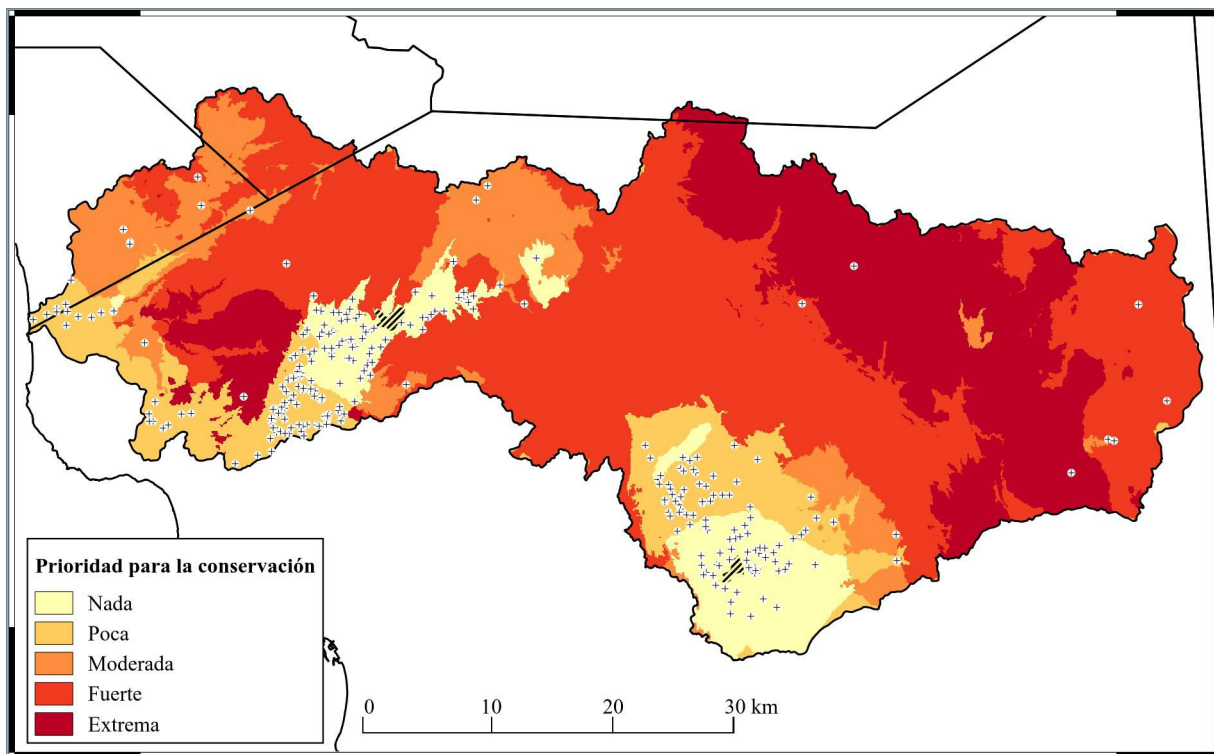 Prioridad para la conservación
Nada
Poca
Moderada
Fuerte
Extrema
0 10 20 30 km